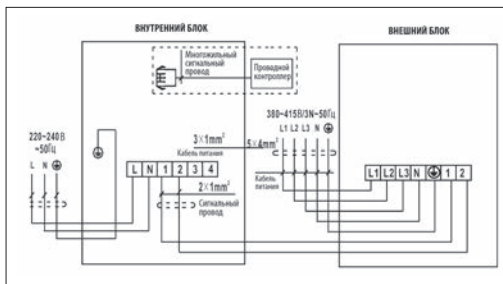 ВНУТРЕННИЙ БЛОК
ВНЕШНИЙ БЛОК
Многожильный
сигнальный
провод
Проводной
контроллер
380~415В/3N~50Гц
L1 L2 L3 N
220~240В
~50Гц
L N
3×1mm²
Кабель питания
5×4mm²
L N 1 2 3 4
2×1mm²
Сигнальный
провод
Кабель
питания
L1 L2 L3 N 1 2